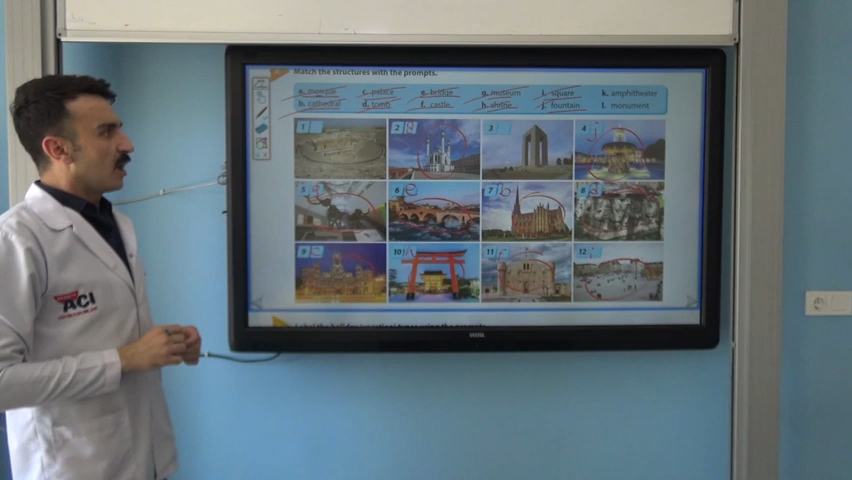 Match the structures with the prompts.
a. mosque c. palace e. bridge g. museum i. square k. amphitheater
b. cathedral d. tomb f. castle h. shrine j. fountain l. monument
1 2 3 4 j
5 6 e 7 b 8
9 10 h 11 12
ACI